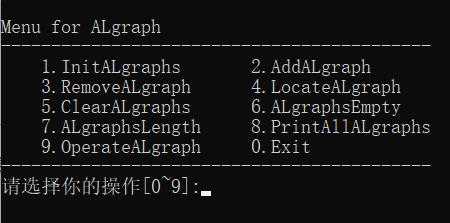 Menu for ALgraph
-------------------------------------------
1.InitALgraphs 2.AddALgraph
3.RemoveALgraph 4.LocateALgraph
5.ClearALgraphs 6.ALgraphsEmpty
7.ALgraphsLength 8.PrintAllALgraphs
9.OperateALgraph 0.Exit
-------------------------------------------
请选择你的操作[0~9]: